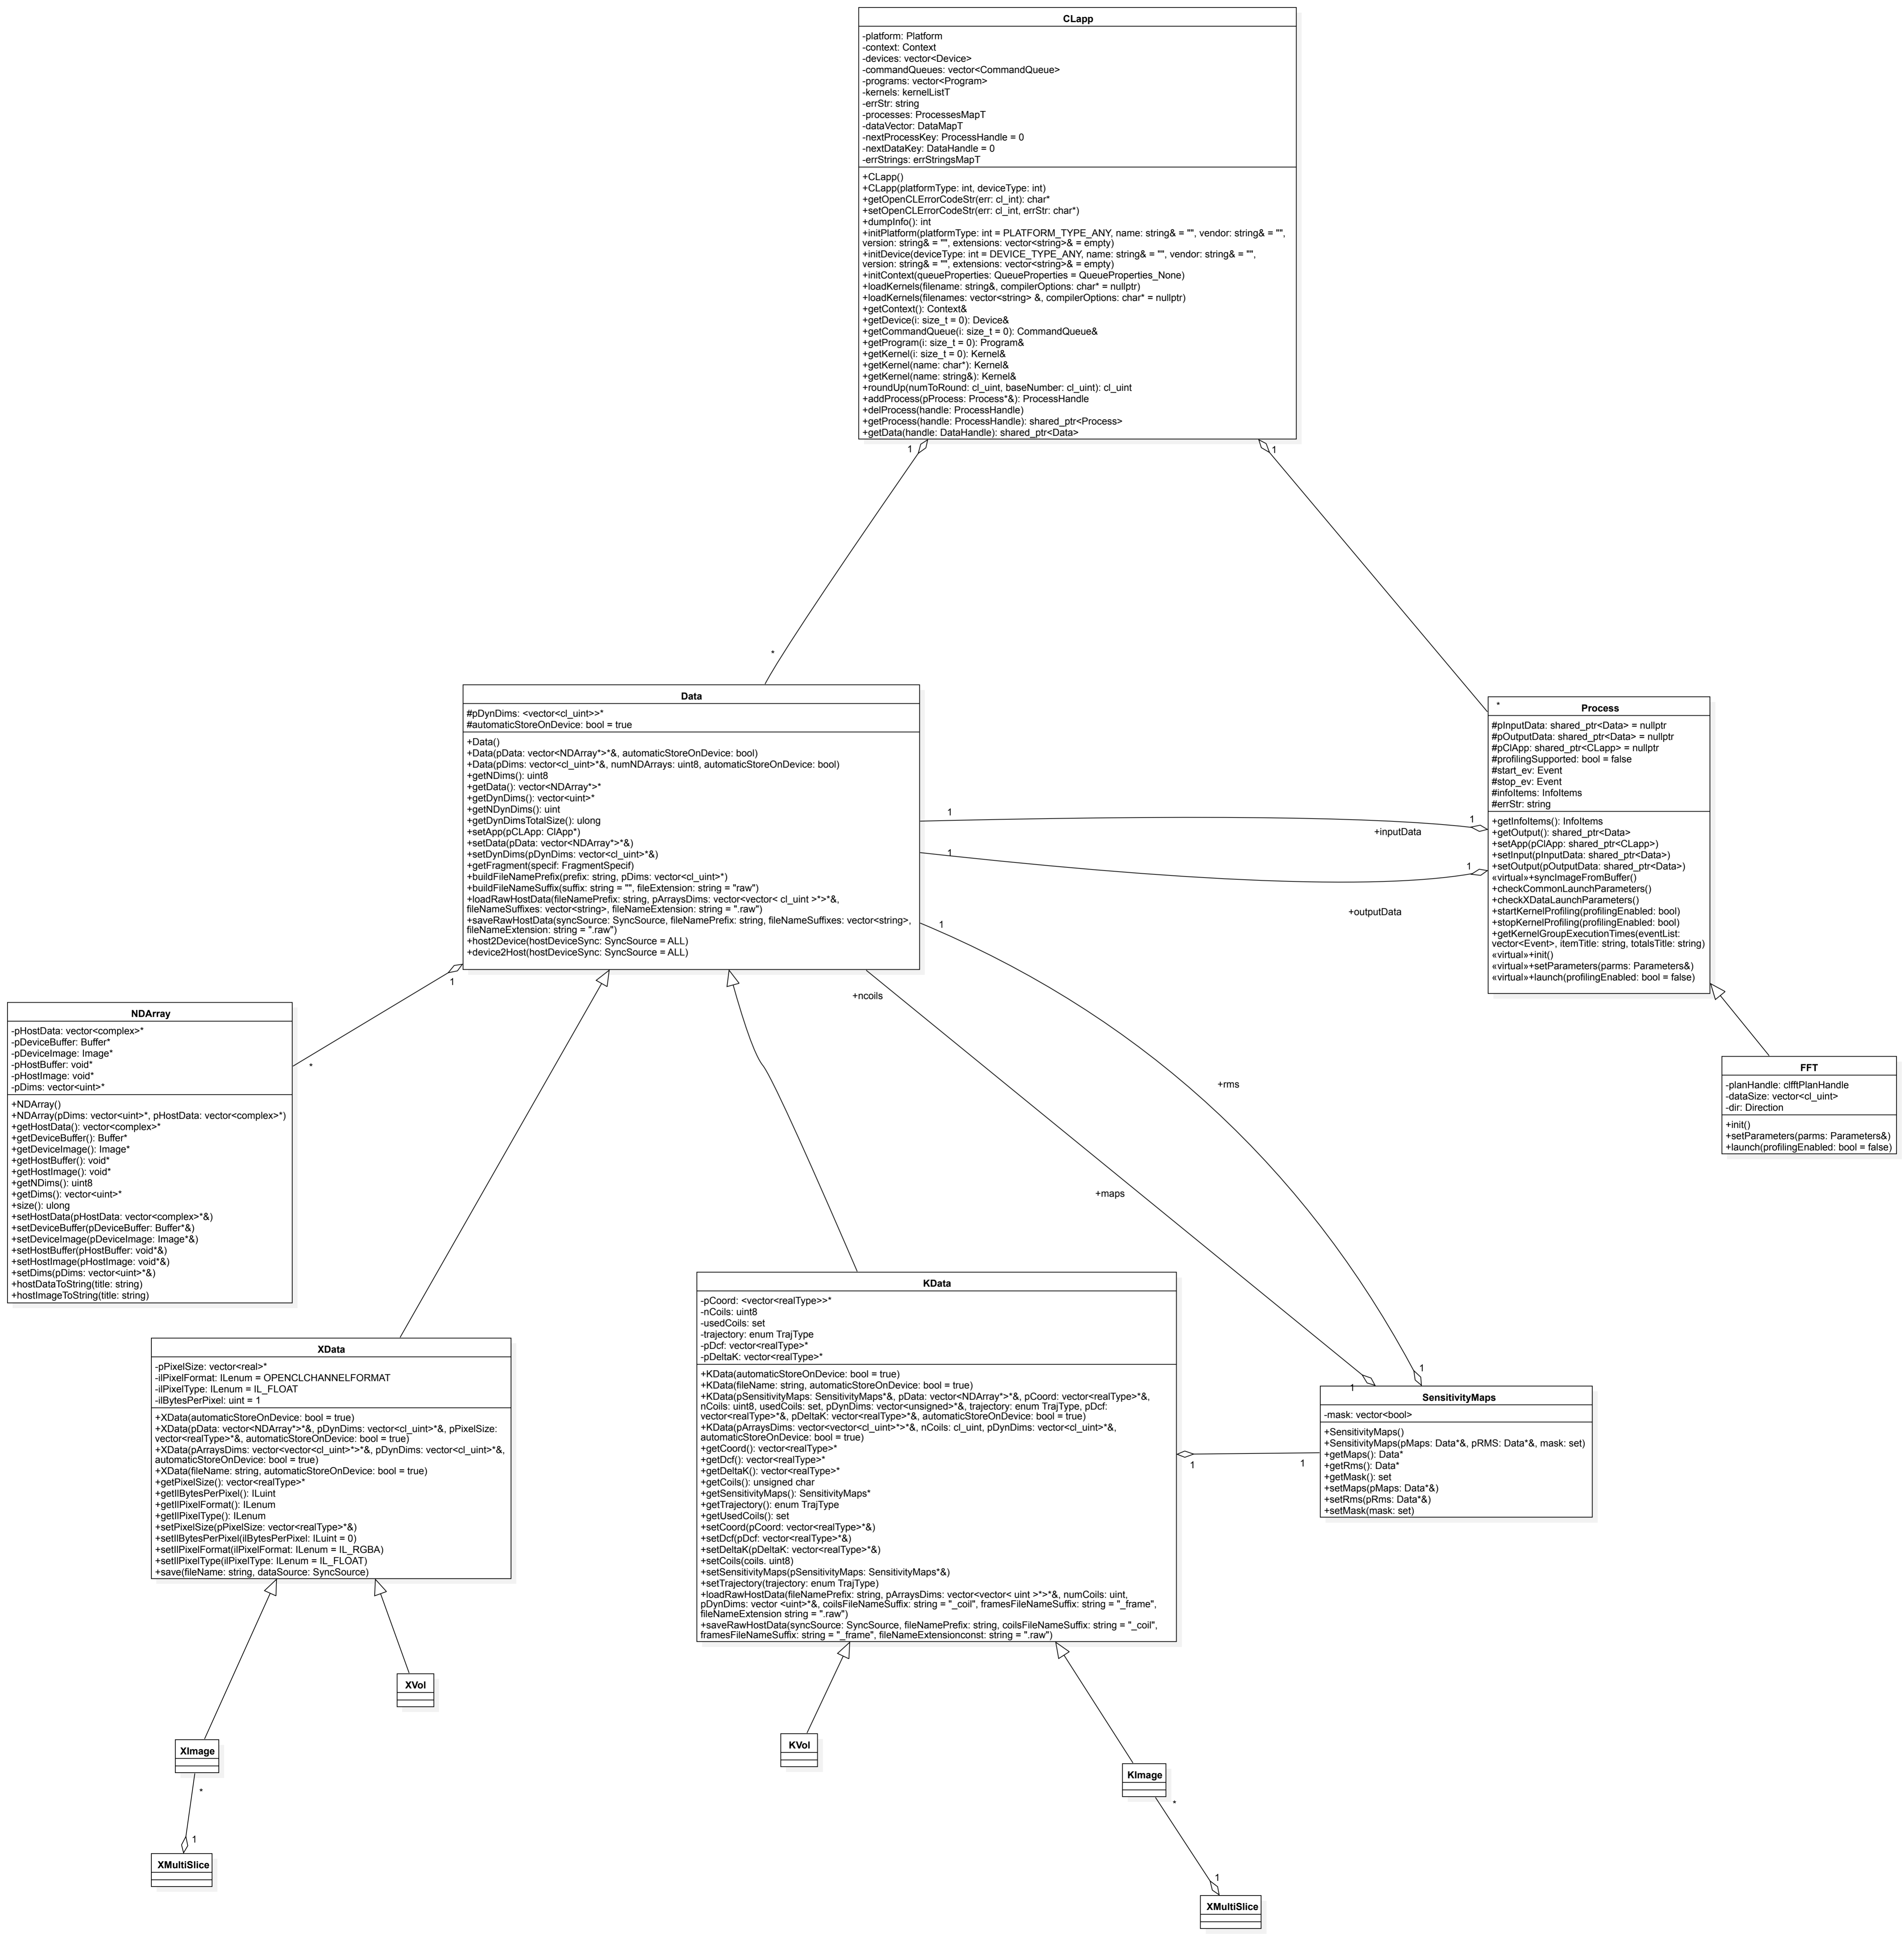 CLapp
-platform: Platform
-context: Context
-devices: vector<Device>
-commandQueues: vector<CommandQueue>
-programs: vector<Program>
-kernels: kernelListT
-errStr: string
-processes: ProcessesMapT
-dataVector: DataMapT
-nextProcessKey: ProcessHandle = 0
-nextDataKey: DataHandle = 0
-errStrings: errStringsMapT
+CLapp()
+CLapp(platformType: int, deviceType: int)
+getOpenCLErrorCodeStr(err: cl_int): char*
+setOpenCLErrorCodeStr(err: cl_int, errStr: char*)
+dumpInfo(): int
+initPlatform(platformType: int = PLATFORM_TYPE_ANY, name: string& = "", vendor: string& = "",
version: string& = "", extensions: vector<string>& = empty)
+initDevice(deviceType: int = DEVICE_TYPE_ANY, name: string& = "", vendor: string& = "",
version: string& = "", extensions: vector<string>& = empty)
+initContext(queueProperties: QueueProperties = QueueProperties_None)
+loadKernels(filename: string&, compilerOptions: char* = nullptr)
+loadKernels(filenames: vector<string> &, compilerOptions: char* = nullptr)
+getContext(): Context&
+getDevice(i: size_t = 0): Device&
+getCommandQueue(i: size_t = 0): CommandQueue&
+getProgram(i: size_t = 0): Program&
+getKernel(i: size_t = 0): Kernel&
+getKernel(name: char*): Kernel&
+getKernel(name: string&): Kernel&
+roundUp(numToRound: cl_uint, baseNumber: cl_uint): cl_uint
+addProcess(pProcess: Process*&): ProcessHandle
+delProcess(handle: ProcessHandle)
+getProcess(handle: ProcessHandle): shared_ptr<Process>
+getData(handle: DataHandle): shared_ptr<Data>
1
1
*
Data
#pDynDims: <vector<cl_uint>>*
#automaticStoreOnDevice: bool = true
+Data()
+Data(pData: vector<NDArray*>*&, automaticStoreOnDevice: bool)
+Data(pDims: vector<cl_uint>*&, numNDArrays: uint8, automaticStoreOnDevice: bool)
+getNDims(): uint8
+getData(): vector<NDArray*>*
+getDynDims(): vector<uint>*
+getNDynDims(): uint
+getDynDimsTotalSize(): ulong
+setApp(pCLApp: ClApp*)
+setData(pData: vector<NDArray*>*&)
+setDynDims(pDynDims: vector<cl_uint>*&)
+getFragment(specif: FragmentSpecif)
+buildFileNamePrefix(prefix: string, pDims: vector<cl_uint>*)
+buildFileNameSuffix(suffix: string = "", fileExtension: string = "raw")
+loadRawHostData(fileNamePrefix: string, pArraysDims: vector<vector< cl_uint >*>*&,
fileNameSuffixes: vector<string>, fileNameExtension: string = ".raw")
+saveRawHostData(syncSource: SyncSource, fileNamePrefix: string, fileNameSuffixes: vector<string>,
fileNameExtension: string = ".raw")
+host2Device(hostDeviceSync: SyncSource = ALL)
+device2Host(hostDeviceSync: SyncSource = ALL)
*
Process
#pInputData: shared_ptr<Data> = nullptr
#pOutputData: shared_ptr<Data> = nullptr
#pClApp: shared_ptr<CLapp> = nullptr
#profilingSupported: bool = false
#start_ev: Event
#stop_ev: Event
#infoItems: InfoItems
#errStr: string
+getInfoItems(): InfoItems
+getOutput(): shared_ptr<Data>
+setApp(pClApp: shared_ptr<CLapp>)
+setInput(pInputData: shared_ptr<Data>)
+setOutput(pOutputData: shared_ptr<Data>)
«virtual»+syncImageFromBuffer()
+checkCommonLaunchParameters()
+checkXDataLaunchParameters()
+startKernelProfiling(profilingEnabled: bool)
+stopKernelProfiling(profilingEnabled: bool)
+getKernelGroupExecutionTimes(eventList:
vector<Event>, itemTitle: string, totalsTitle: string)
«virtual»+init()
«virtual»+setParameters(parms: Parameters&)
«virtual»+launch(profilingEnabled: bool = false)
1
1
+inputData
1
1
+outputData
1
+ncoils
1
*
NDArray
-pHostData: vector<complex>*
-pDeviceBuffer: Buffer*
-pDeviceImage: Image*
-pHostBuffer: void*
-pHostImage: void*
-pDims: vector<uint>*
+NDArray()
+NDArray(pDims: vector<uint>*, pHostData: vector<complex>*)
+getHostData(): vector<complex>*
+getDeviceBuffer(): Buffer*
+getDeviceImage(): Image*
+getHostBuffer(): void*
+getHostImage(): void*
+getNDims(): uint8
+getDims(): vector<uint>*
+size(): ulong
+setHostData(pHostData: vector<complex>*&)
+setDeviceBuffer(pDeviceBuffer: Buffer*&)
+setDeviceImage(pDeviceImage: Image*&)
+setHostBuffer(pHostBuffer: void*&)
+setHostImage(pHostImage: void*&)
+setDims(pDims: vector<uint>*&)
+hostDataToString(title: string)
+hostImageToString(title: string)
FFT
-planHandle: clfftPlanHandle
-dataSize: vector<cl_uint>
-dir: Direction
+init()
+setParameters(parms: Parameters&)
+launch(profilingEnabled: bool = false)
+rms
+maps
KData
-pCoord: <vector<realType>>*
-nCoils: uint8
-usedCoils: set
-trajectory: enum TrajType
-pDcf: vector<realType>*
-pDeltaK: vector<realType>*
+KData(automaticStoreOnDevice: bool = true)
+KData(fileName: string, automaticStoreOnDevice: bool = true)
+KData(pSensitivityMaps: SensitivityMaps*&, pData: vector<NDArray*>*&, pCoord: vector<realType>*&,
nCoils: uint8, usedCoils: set, pDynDims: vector<unsigned>*&, trajectory: enum TrajType, pDcf:
vector<realType>*&, pDeltaK: vector<realType>*&, automaticStoreOnDevice: bool = true)
+KData(pArraysDims: vector<vector<cl_uint>*>*&, nCoils: cl_uint, pDynDims: vector<cl_uint>*&,
automaticStoreOnDevice: bool = true)
+getCoord(): vector<realType>*
+getDcf(): vector<realType>*
+getDeltaK(): vector<realType>*
+getCoils(): unsigned char
+getSensitivityMaps(): SensitivityMaps*
+getTrajectory(): enum TrajType
+getUsedCoils(): set
+setCoord(pCoord: vector<realType>*&)
+setDcf(pDcf: vector<realType>*&)
+setDeltaK(pDeltaK: vector<realType>*&)
+setCoils(coils. uint8)
+setSensitivityMaps(pSensitivityMaps: SensitivityMaps*&)
+setTrajectory(trajectory: enum TrajType)
+loadRawHostData(fileNamePrefix: string, pArraysDims: vector<vector< uint >*>*&, numCoils: uint,
pDynDims: vector <uint>*&, coilsFileNameSuffix: string = "_coil", framesFileNameSuffix: string = "_frame",
fileNameExtension string = ".raw")
+saveRawHostData(syncSource: SyncSource, fileNamePrefix: string, coilsFileNameSuffix: string = "_coil",
framesFileNameSuffix: string = "_frame", fileNameExtensionconst: string = ".raw")
XData
-pPixelSize: vector<real>*
-ilPixelFormat: ILenum = OPENCLCHANNELFORMAT
-ilPixelType: ILenum = IL_FLOAT
-ilBytesPerPixel: uint = 1
+XData(automaticStoreOnDevice: bool = true)
+XData(pData: vector<NDArray*>*&, pDynDims: vector<cl_uint>*&, pPixelSize:
vector<realType>*&, automaticStoreOnDevice: bool = true)
+XData(pArraysDims: vector<vector<cl_uint>*>*&, pDynDims: vector<cl_uint>*&,
automaticStoreOnDevice: bool = true)
+XData(fileName: string, automaticStoreOnDevice: bool = true)
+getPixelSize(): vector<realType>*
+getIlBytesPerPixel(): ILuint
+getIlPixelFormat(): ILenum
+getIlPixelType(): ILenum
+setPixelSize(pPixelSize: vector<realType>*&)
+setIlBytesPerPixel(ilBytesPerPixel: ILuint = 0)
+setIlPixelFormat(ilPixelFormat: ILenum = IL_RGBA)
+setIlPixelType(ilPixelType: ILenum = IL_FLOAT)
+save(fileName: string, dataSource: SyncSource)
1
1
SensitivityMaps
-mask: vector<bool>
+SensitivityMaps()
+SensitivityMaps(pMaps: Data*&, pRMS: Data*&, mask: set)
+getMaps(): Data*
+getRms(): Data*
+getMask(): set
+setMaps(pMaps: Data*&)
+setRms(pRms: Data*&)
+setMask(mask: set)
1
1
XVol
KVol
XImage
KImage
*
1
XMultiSlice
*
1
XMultiSlice